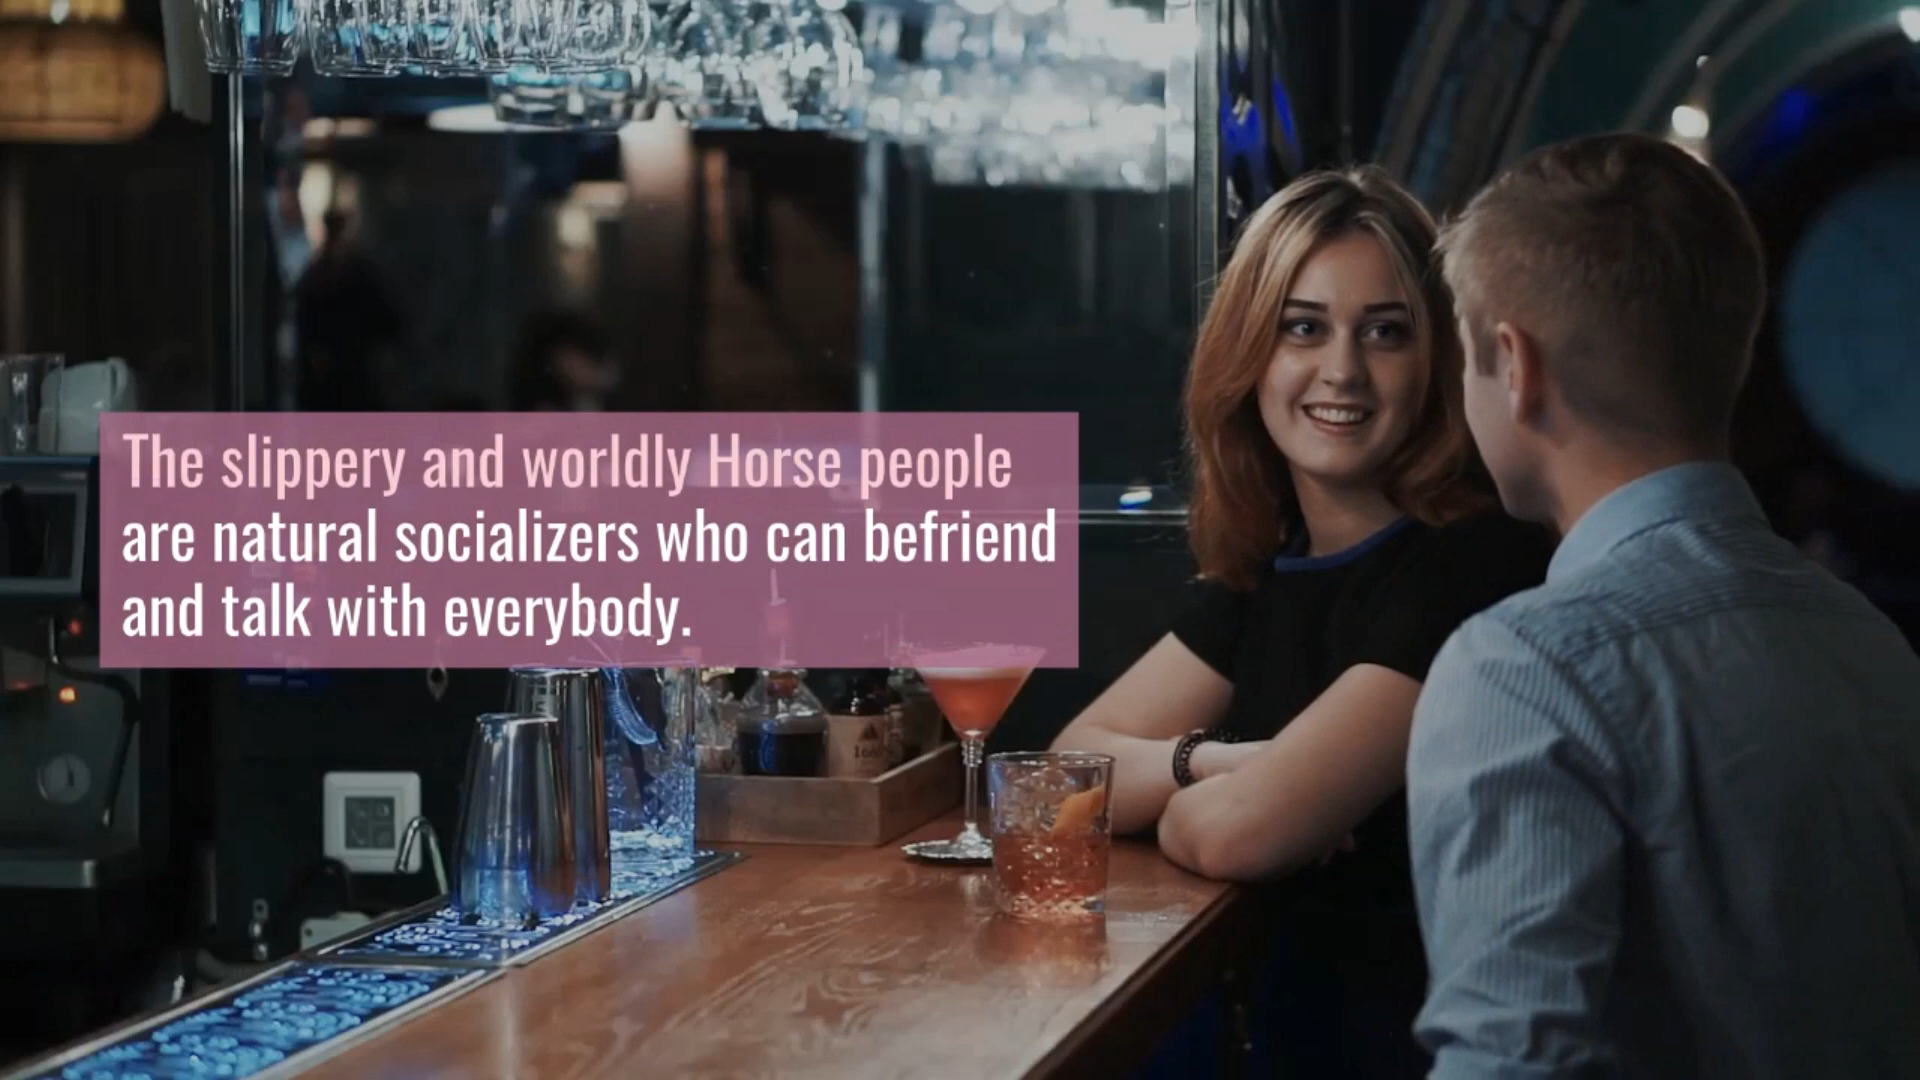 The slippery and worldly Horse people
are natural socializers who can befriend
and talk with everybody.